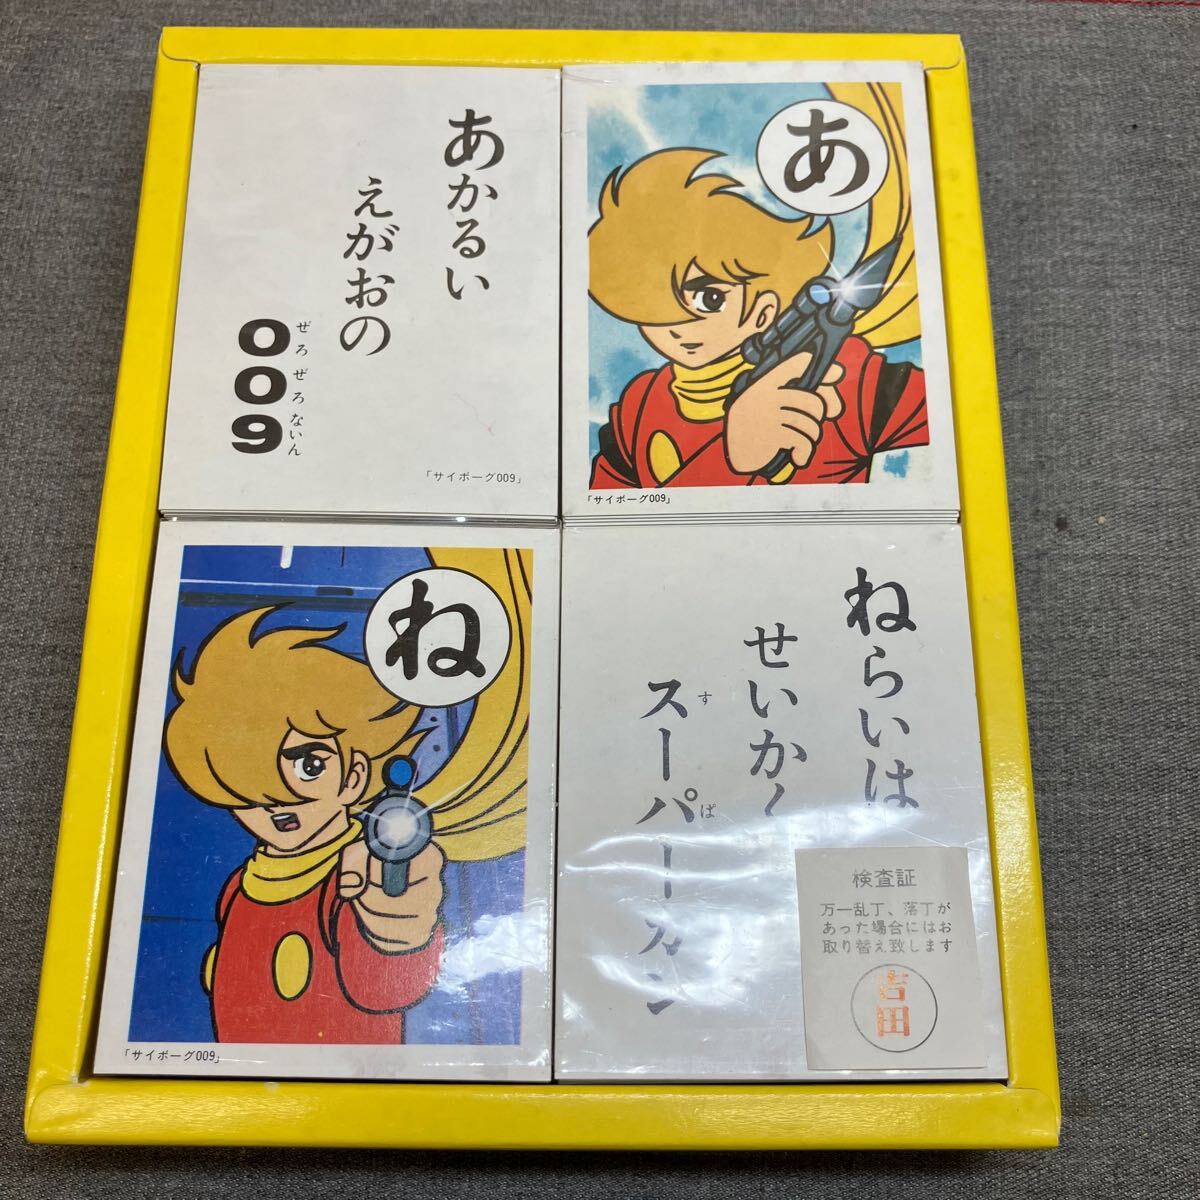 あかるい
えがおの
009
ぜろぜろないん
「サイボーグ009」
あ
「サイボーグ009」
ね
「サイボーグ009」
ねらいは
せいかく
スーパーガン
す ぱ
検査証
万一乱丁、落丁が
あった場合にはお
取り替え致します
吉田